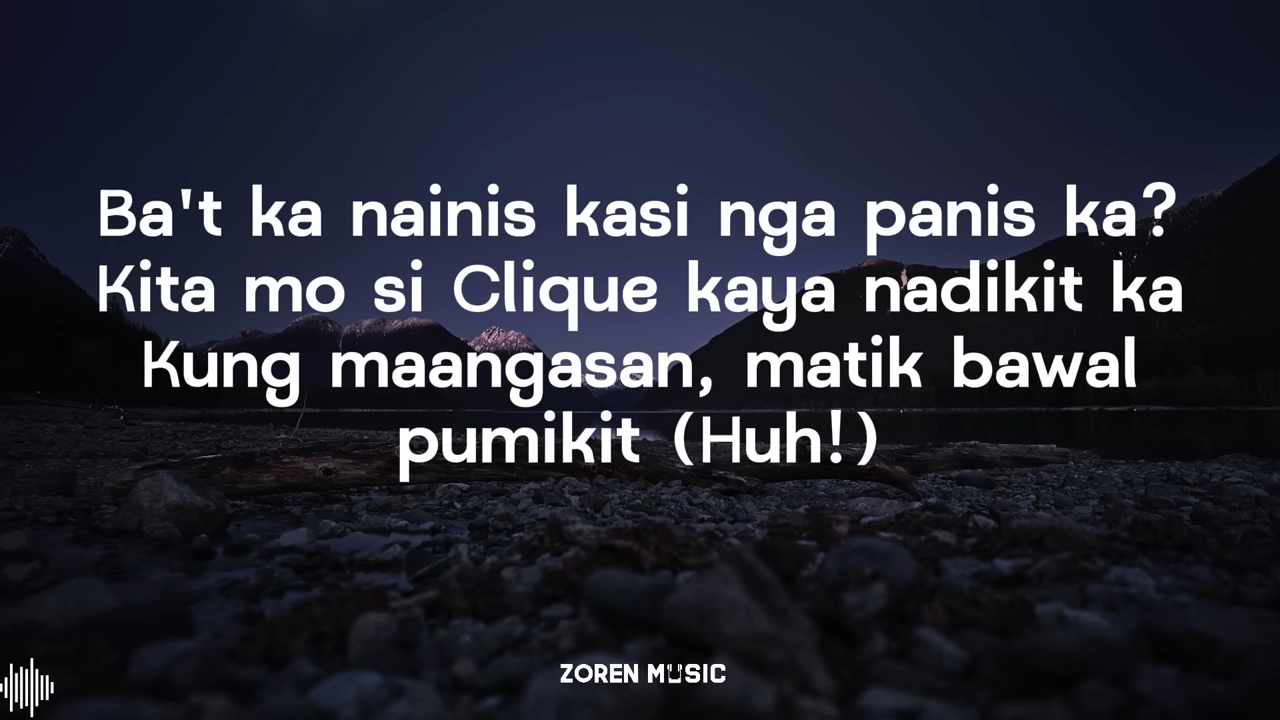 Ba't ka nainis kasi nga panis ka?
Kita mo si Clique kaya nadikit ka
Kung maangasan, matik bawal
pumikit (Huh!)
ZOREN MUSIC